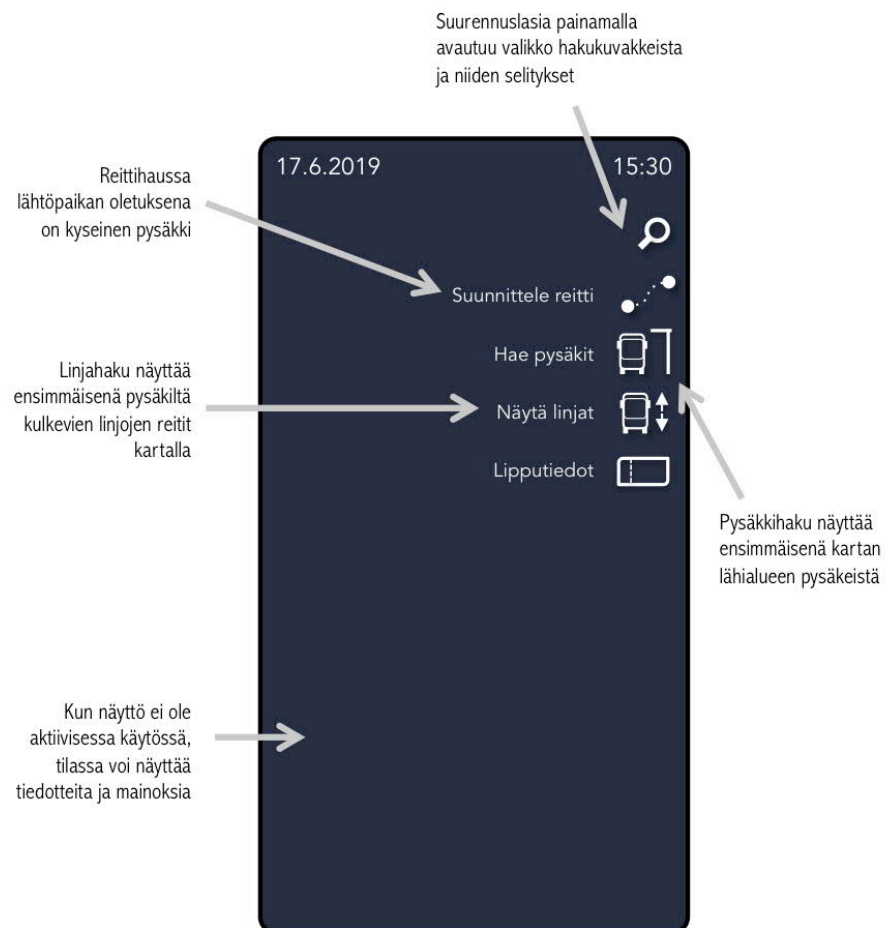 Suurennuslasia painamalla
avautuu valikko hakukuvakkeista
ja niiden selitykset
17.6.2019
15:30
Reittihaussa
lähtöpaikan oletuksena
on kyseinen pysäkki
Suunnittele reitti
Hae pysäkit
Linjahaku näyttää
ensimmäisenä pysäkiltä
kulkevien linjojen reitit
kartalla
Näytä linjat
Lipputiedot
Pysäkkihaku näyttää
ensimmäisenä kartan
lähialueen pysäkeistä
Kun näyttö ei ole
aktiivisessa käytössä,
tilassa voi näyttää
tiedotteita ja mainoksia